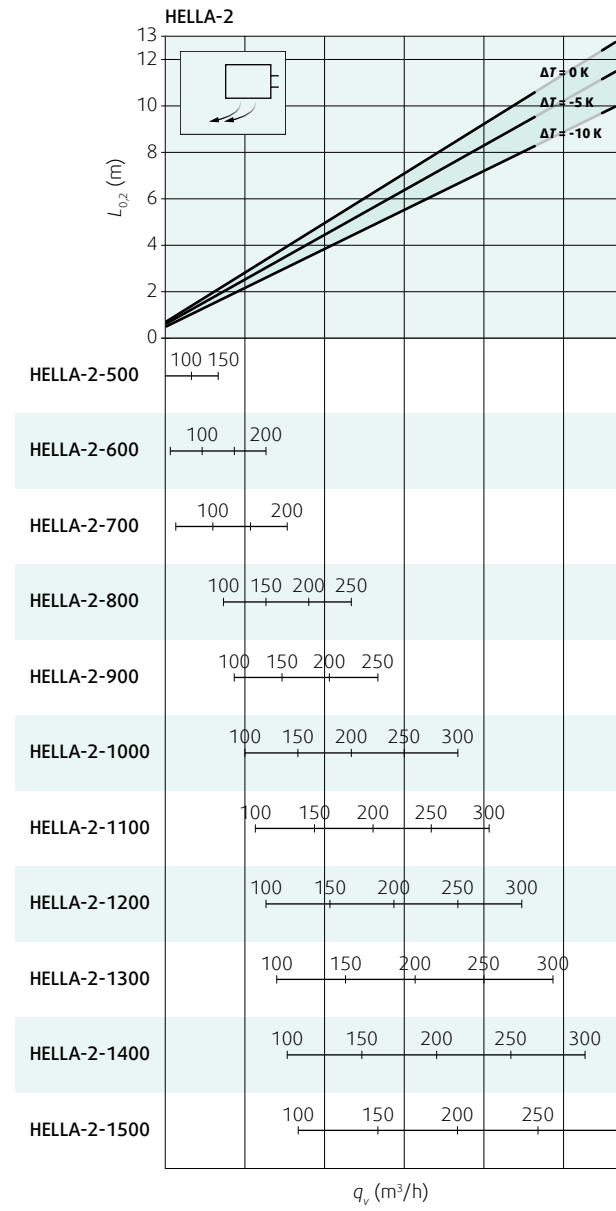 HELLA-2
13
12
10
8
6
4
2
0
L0,2 (m)
ΔT = 0 K
ΔT = -5 K
ΔT = -10 K
HELLA-2-500 100 150
HELLA-2-600 100 200
HELLA-2-700 100 200
HELLA-2-800 100 150 200 250
HELLA-2-900 100 150 200 250
HELLA-2-1000 100 150 200 250 300
HELLA-2-1100 100 150 200 250 300
HELLA-2-1200 100 150 200 250 300
HELLA-2-1300 100 150 200 250 300
HELLA-2-1400 100 150 200 250 300
HELLA-2-1500 100 150 200 250
qv (m³/h)